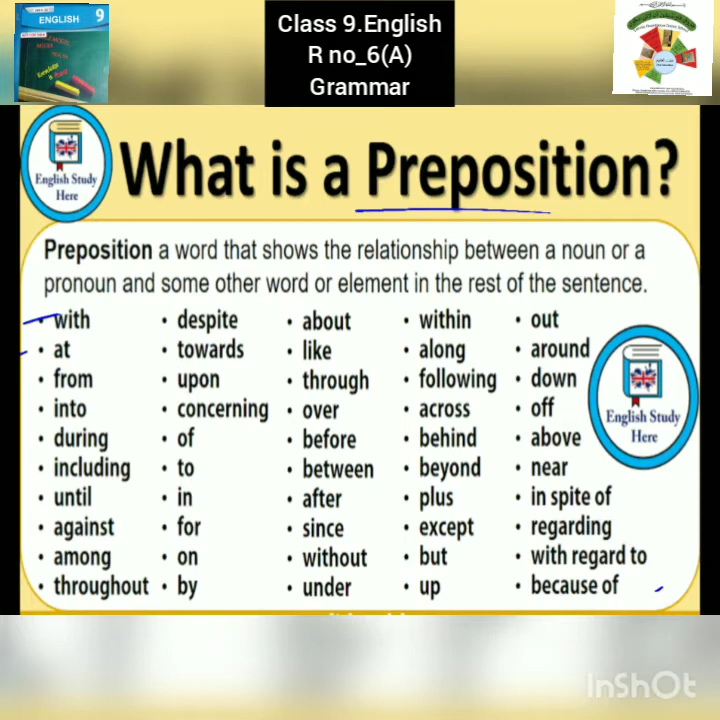 ENGLISH 9
Class 9.English
R no_6(A)
Grammar
English Study
Here
What is a Preposition?
Preposition a word that shows the relationship between a noun or a
pronoun and some other word or element in the rest of the sentence.
• with • despite • about • within • out
• at • towards • like • along • around
• from • upon • through • following • down
• into • concerning • over • across • off
• during • of • before • behind • above
• including • to • between • beyond • near
• until • in • after • plus • in spite of
• against • for • since • except • regarding
• among • on • without • but • with regard to
• throughout • by • under • up • because of
English Study
Here
InShOt